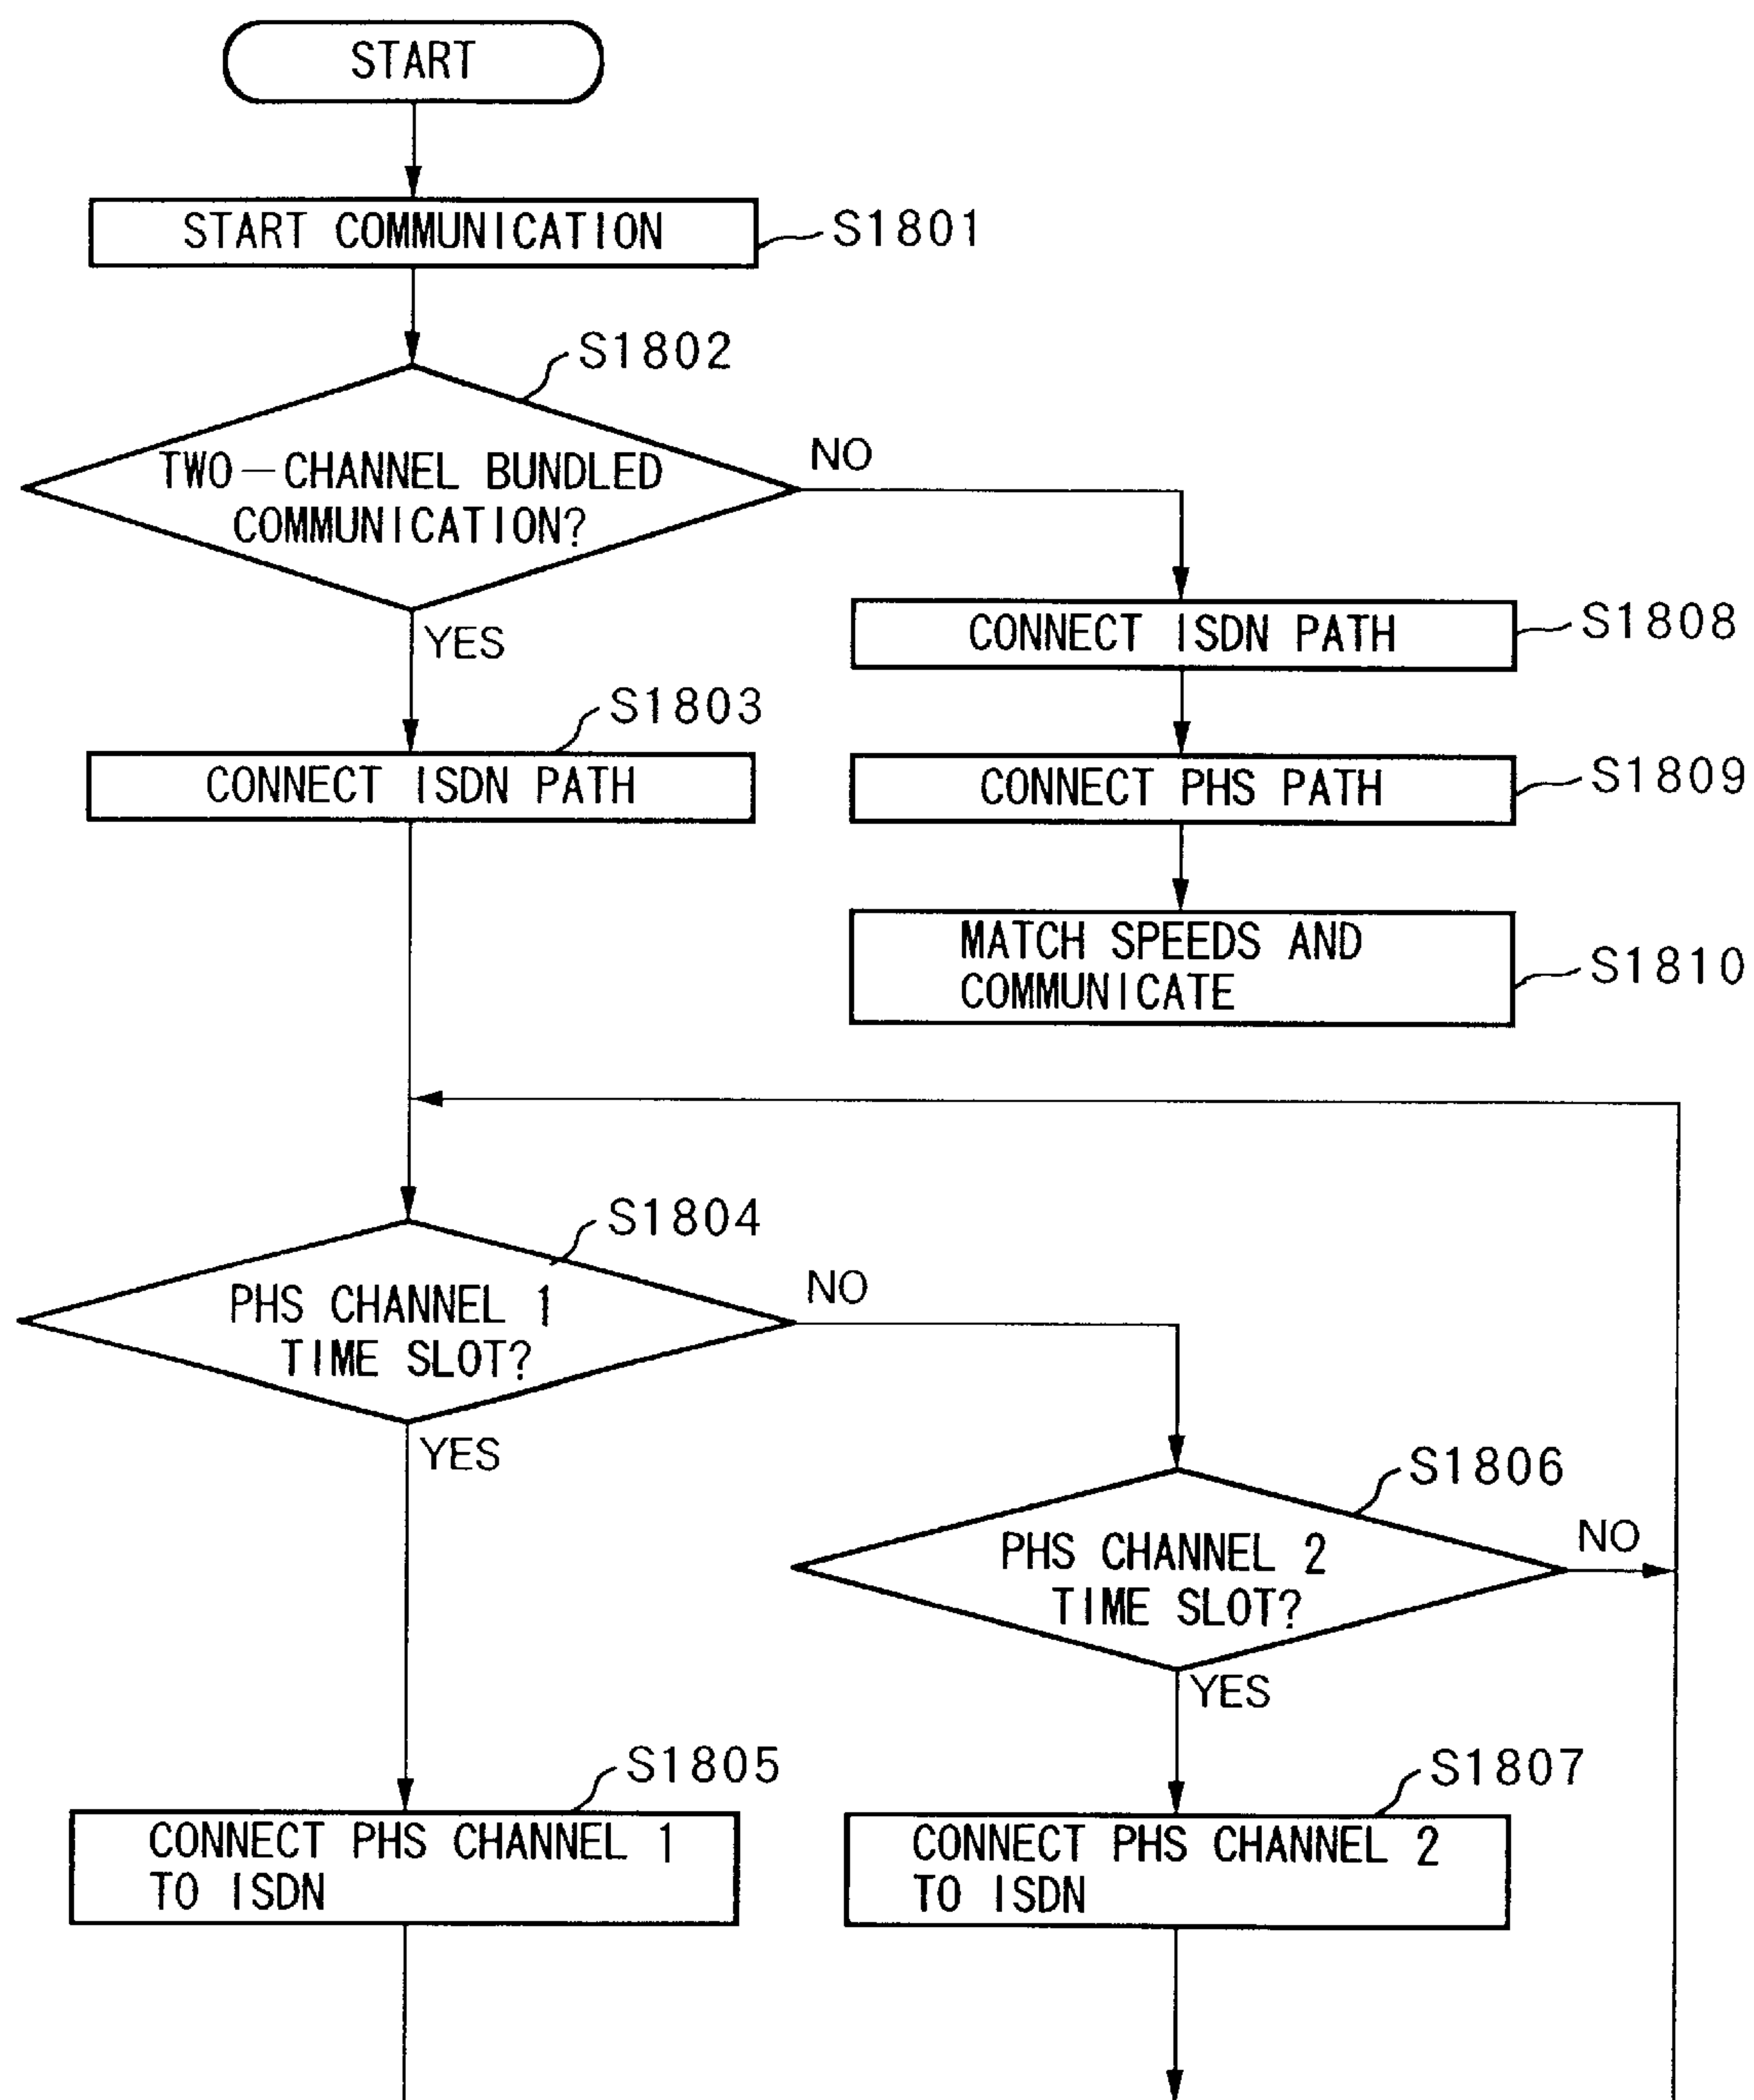 START
START COMMUNICATION
S1801
S1802
TWO-CHANNEL BUNDLED
COMMUNICATION?
NO
YES
CONNECT ISDN PATH
S1808
S1803
CONNECT ISDN PATH
CONNECT PHS PATH
S1809
MATCH SPEEDS AND
COMMUNICATE
S1810
S1804
PHS CHANNEL 1
TIME SLOT?
NO
YES
S1806
PHS CHANNEL 2
TIME SLOT?
NO
YES
S1805
CONNECT PHS CHANNEL 1
TO ISDN
S1807
CONNECT PHS CHANNEL 2
TO ISDN